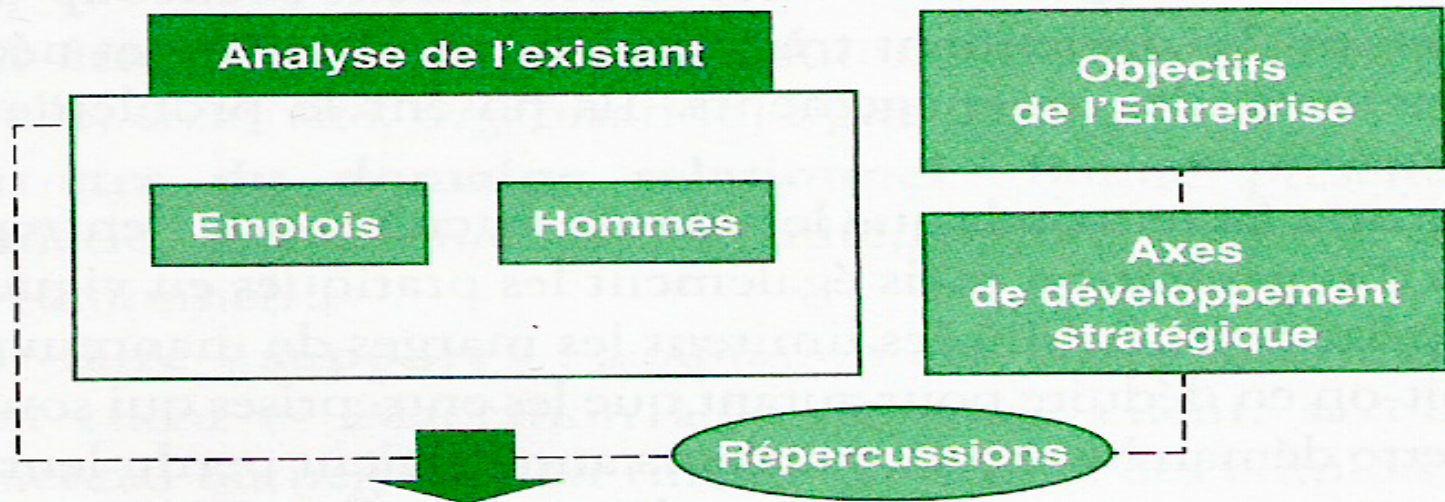 Analyse de l'existant
Emplois
Hommes
Objectifs
de l'Entreprise
Axes
de développement
stratégique
Répercussions